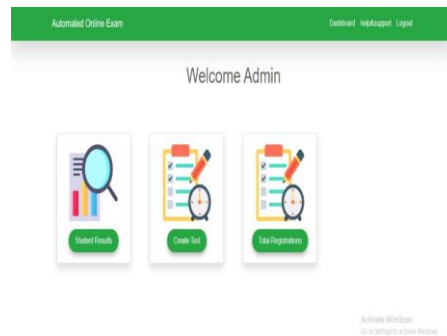 Automated Online Exam
Dashboard help&support Logout
Welcome Admin
Student Results
Create Test
Total Registrations
Activate Windows
Go to Settings to activate Windows.